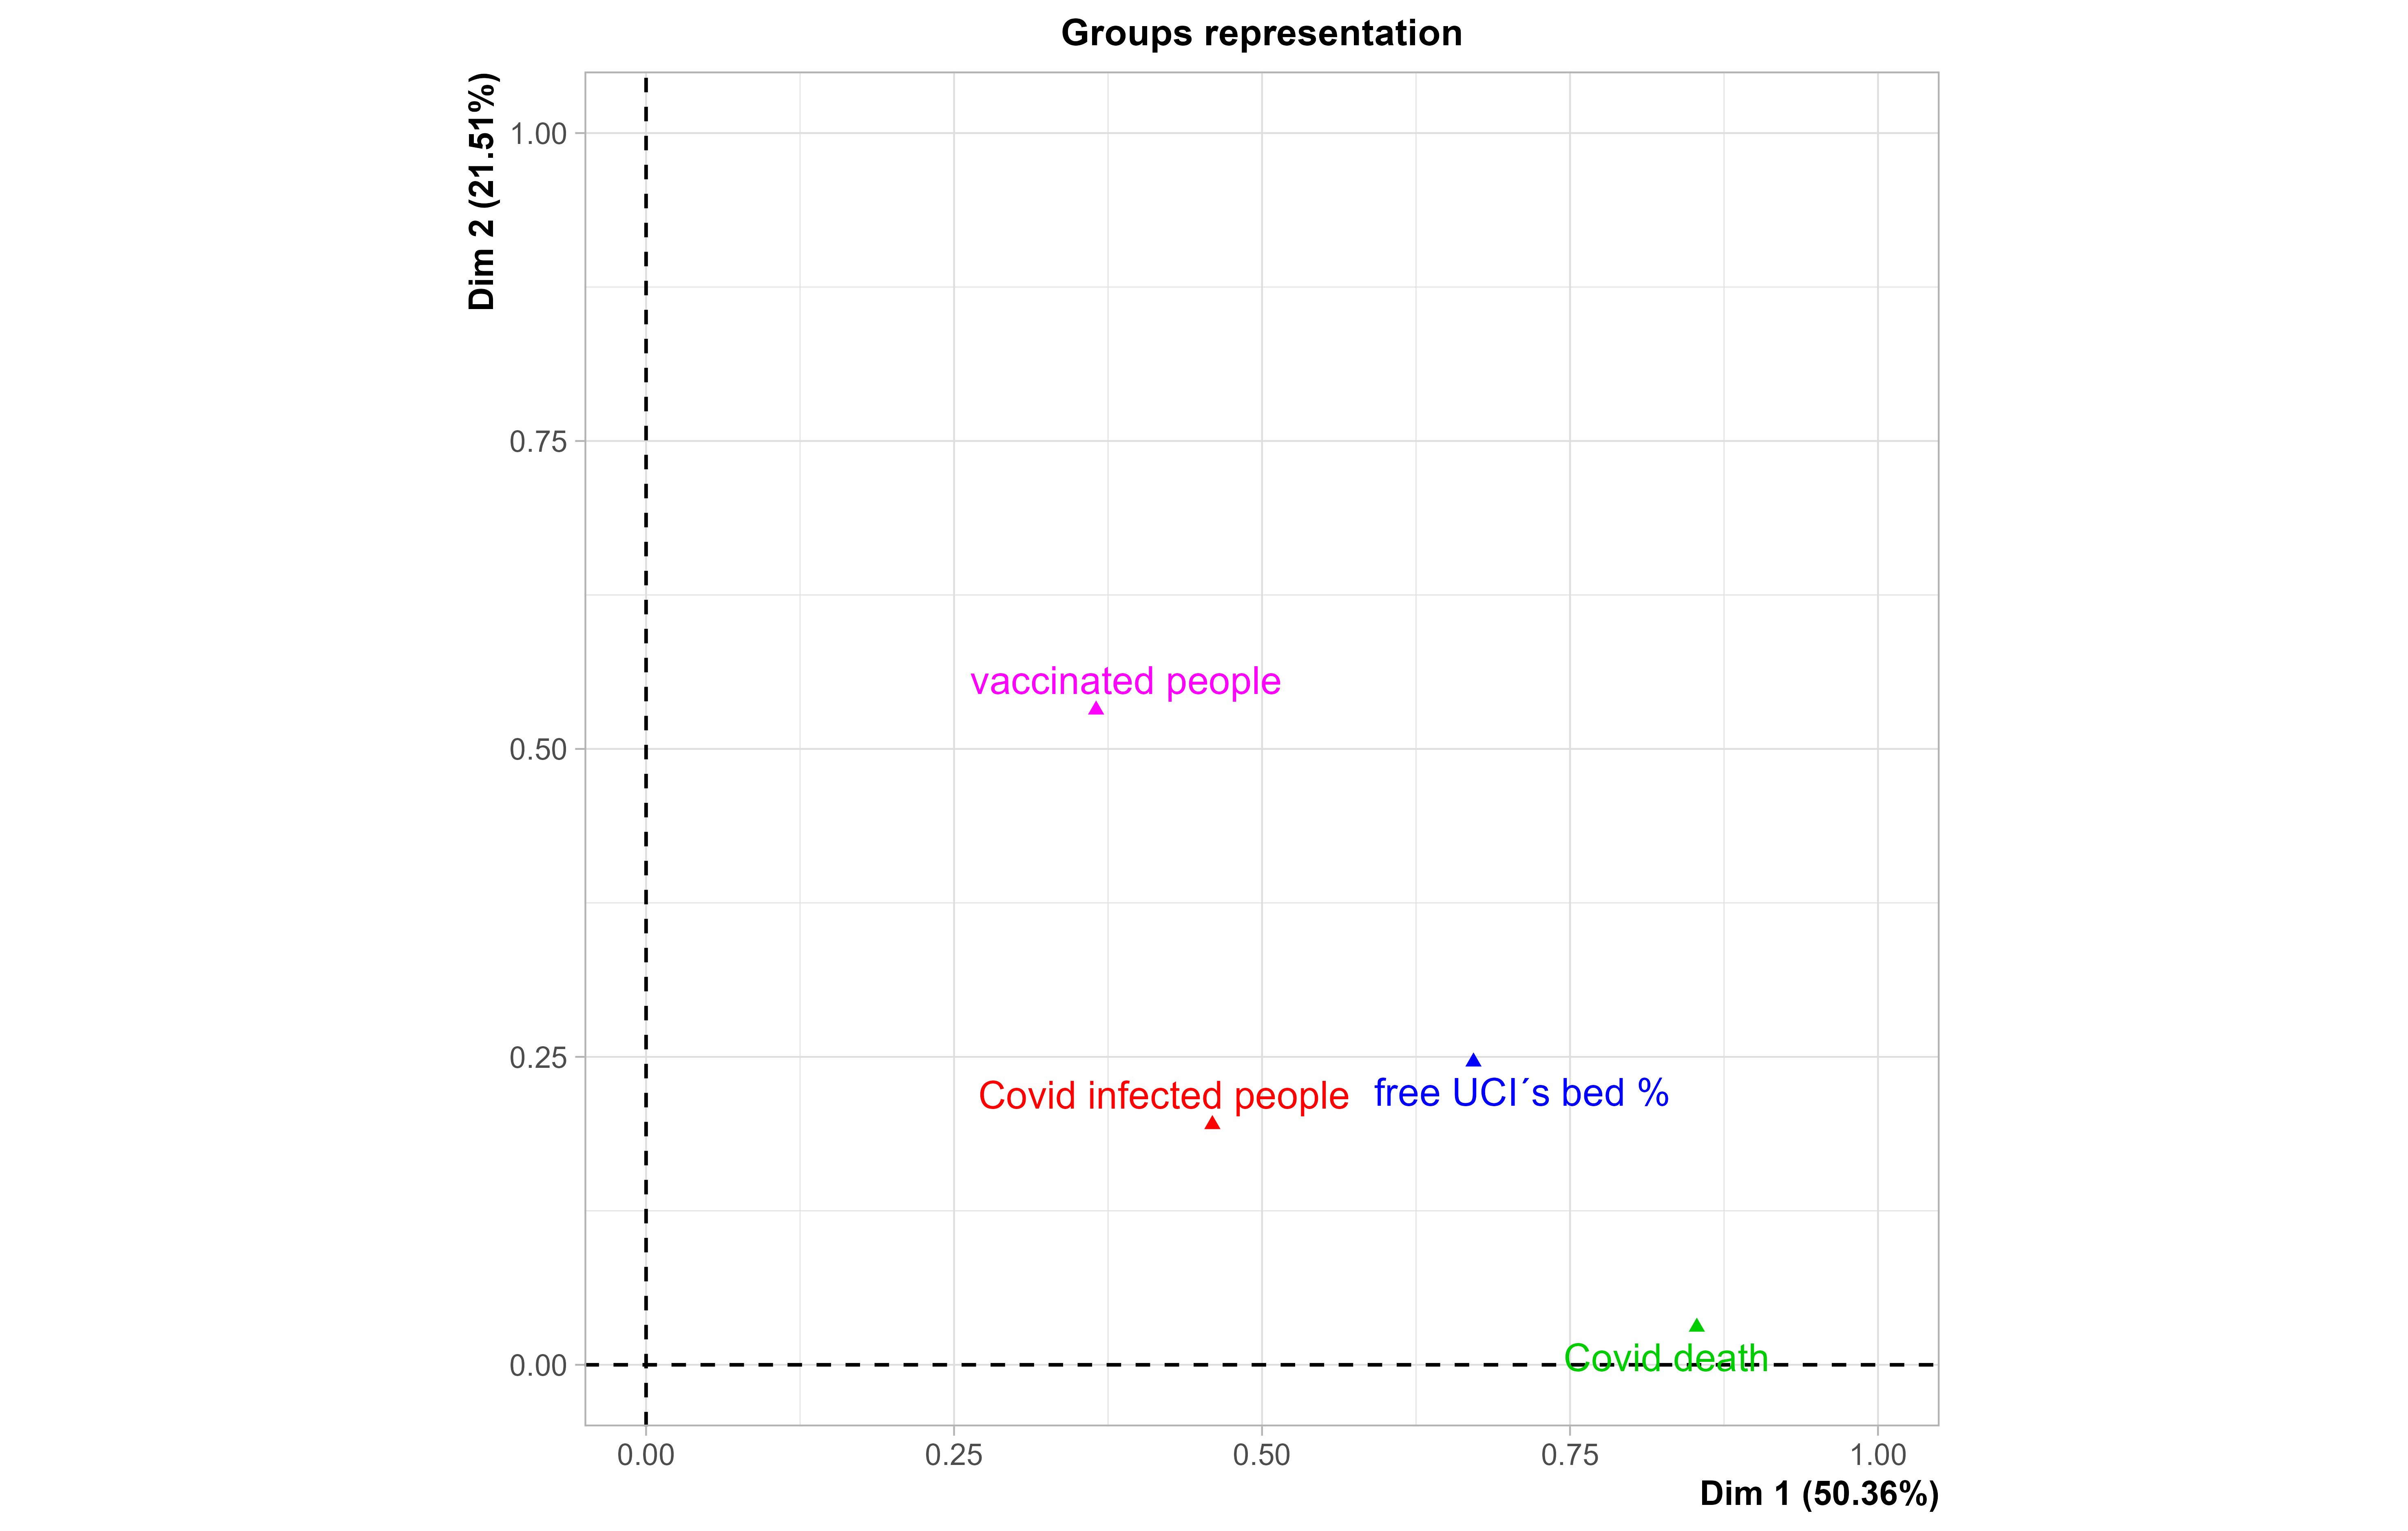 Groups representation
Dim 2 (21.51%)
1.00
0.75
0.50
0.25
0.00
vaccinated people
Covid infected people
free UCI´s bed %
Covid death
0.00
0.25
0.50
0.75
1.00
Dim 1 (50.36%)